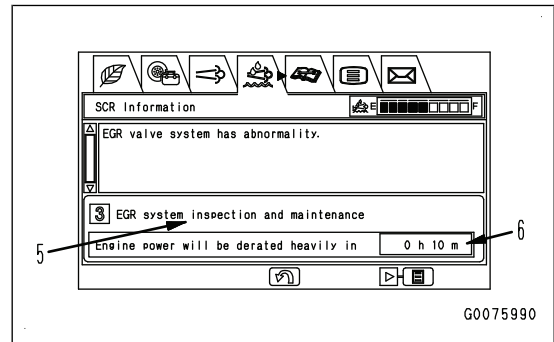 SCR Information
E F
EGR valve system has abnormality.
3 EGR system inspection and maintenance
Engine power will be derated heavily in 0 h 10 m
5
6
G0075990